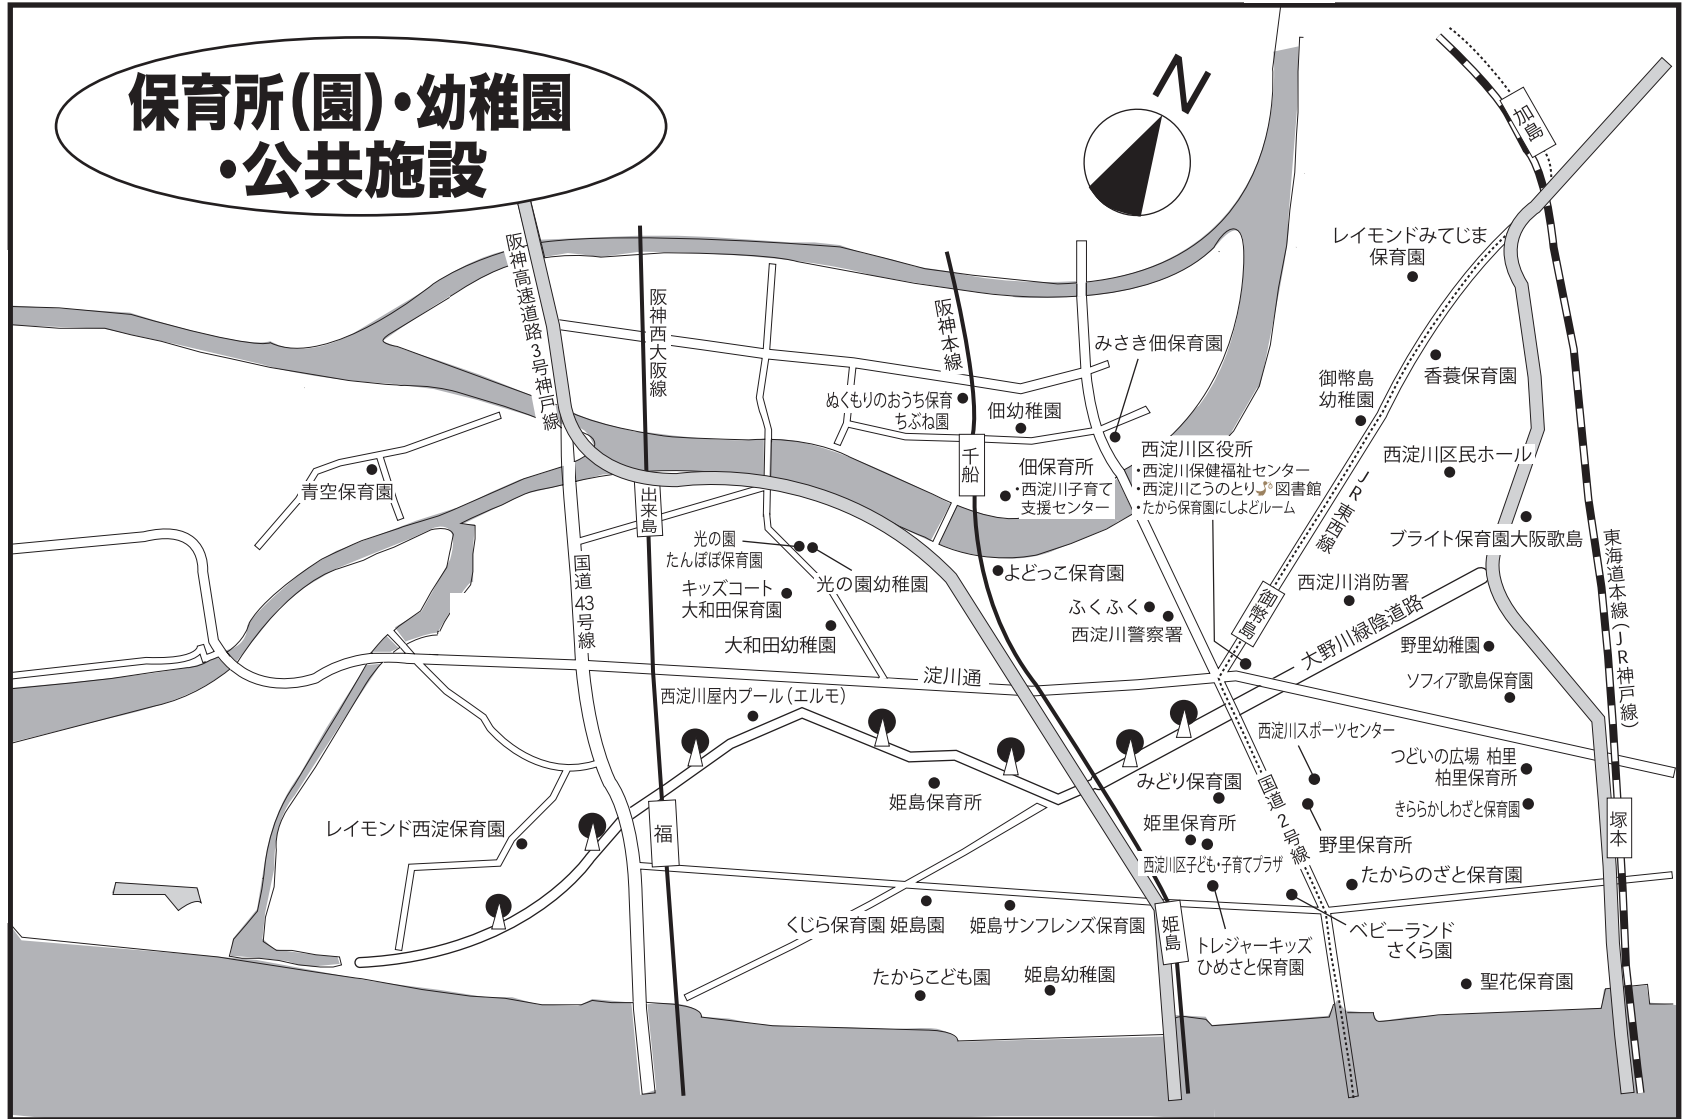 保育所(園)・幼稚園
・公共施設
N
加島
レイモンドみてじま
保育園
阪神高速道路3号神戸線
阪神西大阪線
阪神本線
みさき佃保育園
香蓑保育園
御幣島
幼稚園
ぬくもりのおうち保育
ちぶね園
佃幼稚園
千船
西淀川区役所
・西淀川保健福祉センター
・西淀川こうのとり図書館
・たから保育園にしよどルーム
西淀川区民ホール
佃保育所
・西淀川子育て
支援センター
青空保育園
出来島
JR東西線
ブライト保育園大阪歌島
東海道本線(JR神戸線)
光の園
たんぽぽ保育園
光の園幼稚園
キッズコート
大和田保育園
大和田幼稚園
国道43号線
よどっこ保育園
ふくふく
西淀川警察署
御幣島
西淀川消防署
大野川緑陰道路
野里幼稚園
ソフィア歌島保育園
淀川通
西淀川屋内プール(エルモ)
西淀川スポーツセンター
つどいの広場 柏里
柏里保育所
きららかしわざと保育園
姫島保育所
みどり保育園
国道2号線
塚本
レイモンド西淀保育園
福
姫里保育所
西淀川区子ども・子育てプラザ
野里保育所
たからのざと保育園
くじら保育園 姫島園
姫島サンフレンズ保育園
姫島
トレジャーキッズ
ひめさと保育園
ベビーランド
さくら園
たからこども園
姫島幼稚園
聖花保育園